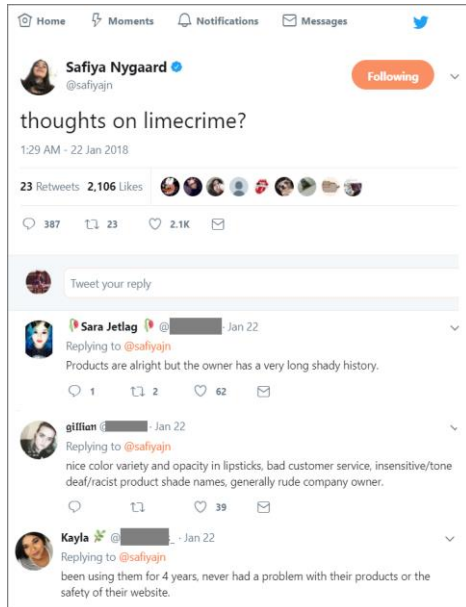 Home Moments Notifications Messages
Safiya Nygaard
@safiyajn
Following
thoughts on limecrime?
1:29 AM - 22 Jan 2018
23 Retweets 2,106 Likes
387 23 2.1K
Tweet your reply
Sara Jetlag @ · Jan 22
Replying to @safiyajn
Products are alright but the owner has a very long shady history.
1 2 62
gillian @ · Jan 22
Replying to @safiyajn
nice color variety and opacity in lipsticks, bad customer service, insensitive/tone
deaf/racist product shade names, generally rude company owner.
39
Kayla @ · Jan 22
Replying to @safiyajn
been using them for 4 years, never had a problem with their products or the
safety of their website.